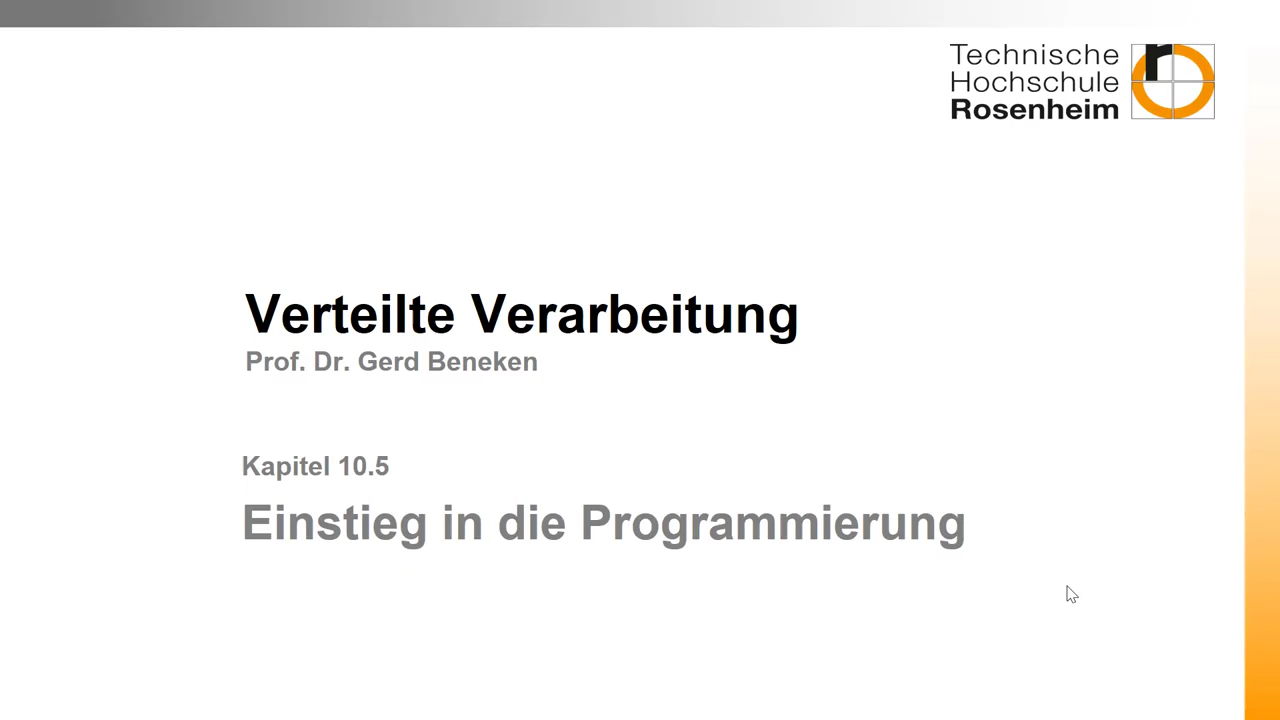 Technische
Hochschule
Rosenheim
Verteilte Verarbeitung
Prof. Dr. Gerd Beneken
Kapitel 10.5
Einstieg in die Programmierung